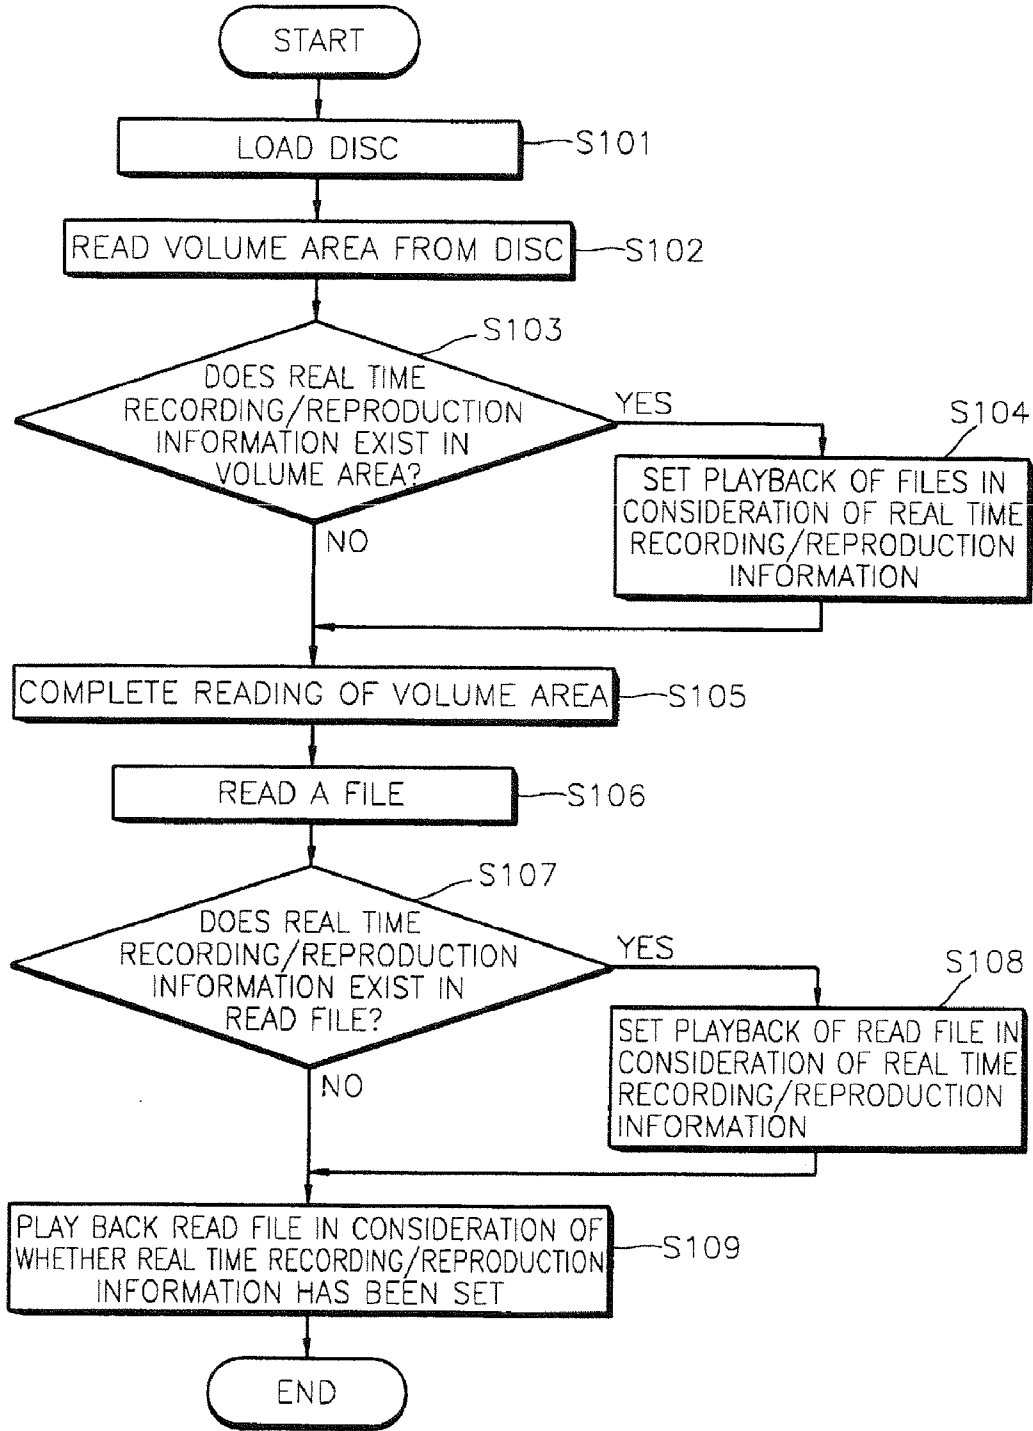 START
LOAD DISC
S101
READ VOLUME AREA FROM DISC
S102
S103
DOES REAL TIME
RECORDING/REPRODUCTION
INFORMATION EXIST IN
VOLUME AREA?
YES
NO
S104
SET PLAYBACK OF FILES IN
CONSIDERATION OF REAL TIME
RECORDING/REPRODUCTION
INFORMATION
COMPLETE READING OF VOLUME AREA
S105
READ A FILE
S106
S107
DOES REAL TIME
RECORDING/REPRODUCTION
INFORMATION EXIST IN
READ FILE?
YES
NO
S108
SET PLAYBACK OF READ FILE IN
CONSIDERATION OF REAL TIME
RECORDING/REPRODUCTION
INFORMATION
PLAY BACK READ FILE IN CONSIDERATION OF
WHETHER REAL TIME RECORDING/REPRODUCTION
INFORMATION HAS BEEN SET
S109
END